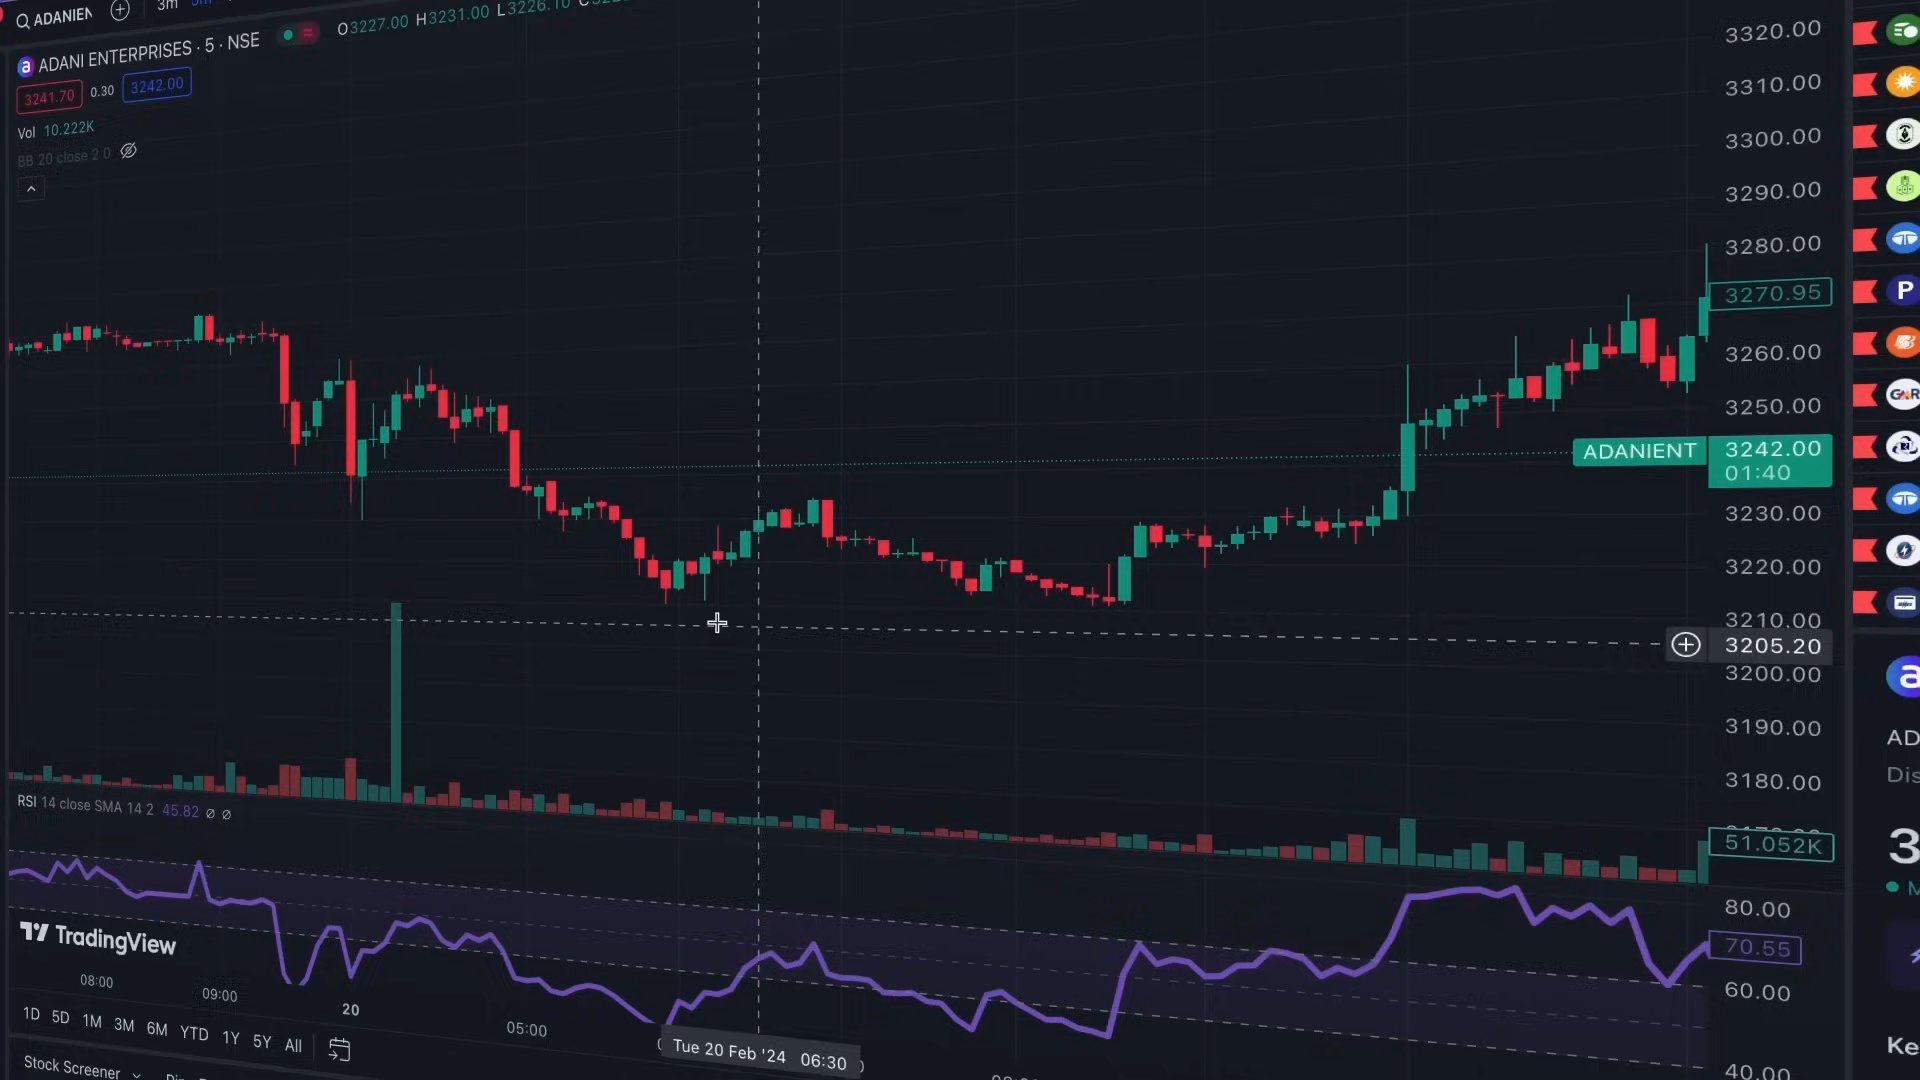 ADANIEN
3m
ADANI ENTERPRISES · 5 · NSE
O3227.00 H3231.00 L3226.10
3241.70 0.30 3242.00
Vol 10.222K
BB 20 close 2 0
3320.00
3310.00
3300.00
3290.00
3280.00
3270.95
3260.00
3250.00
ADANIENT 3242.00
01:40
3230.00
3220.00
3210.00
3205.20
3200.00
3190.00
3180.00
51.052K
RSI 14 close SMA 14 2 45.82 ∅ ∅
80.00
70.55
60.00
40.00
TradingView
08:00
09:00
20
05:00
Tue 20 Feb '24 06:30
1D 5D 1M 3M 6M YTD 1Y 5Y All
Stock Screener
P
a
AD
Dis
3
M
Ke